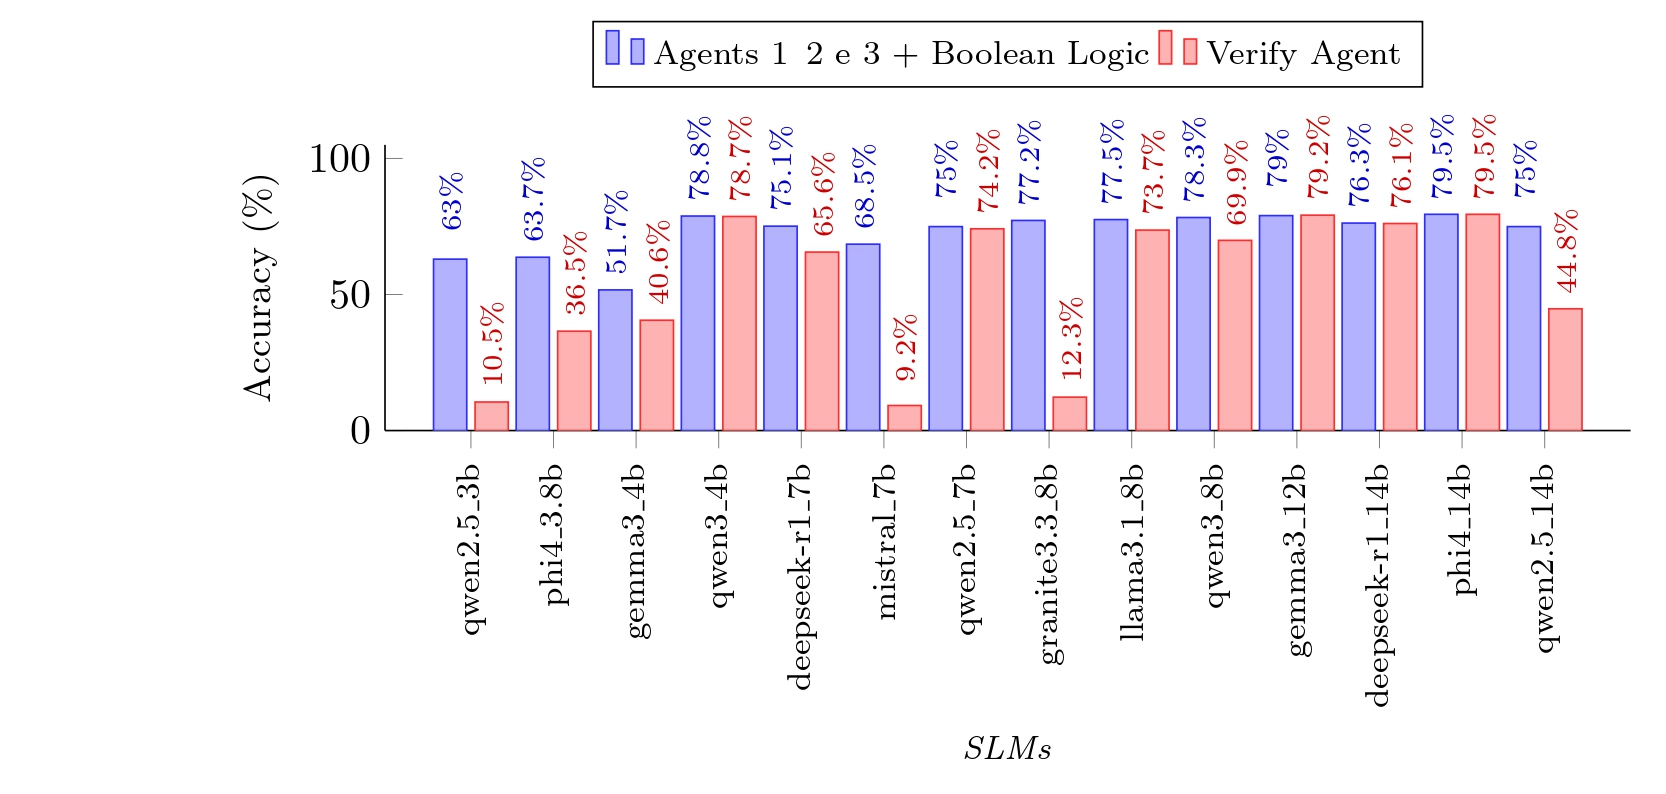 Agents 1 2 e 3 + Boolean Logic Verify Agent
Accuracy (%)
100
50
0
63%
10.5%
63.7%
36.5%
51.7%
40.6%
78.8%
78.7%
75.1%
65.6%
68.5%
9.2%
75%
74.2%
77.2%
12.3%
77.5%
73.7%
78.3%
69.9%
79%
79.2%
76.3%
76.1%
79.5%
79.5%
75%
44.8%
qwen2.5_3b
phi4_3.8b
gemma3_4b
qwen3_4b
deepseek-r1_7b
mistral_7b
qwen2.5_7b
granite3.3_8b
llama3.1_8b
qwen3_8b
gemma3_12b
deepseek-r1_14b
phi4_14b
qwen2.5_14b
SLMs